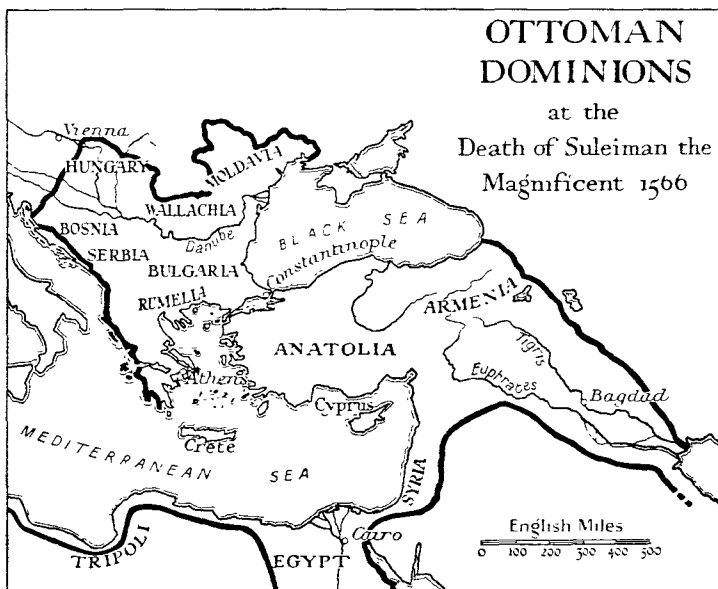 OTTOMAN
DOMINIONS
at the
Death of Suleiman the
Magnificent 1566
Vienna
HUNGARY
MOLDAVIA
WALLACHIA
BOSNIA
SERBIA
Danube
BULGARIA
BLACK SEA
Constantinople
RUMELIA
ARMENIA
ANATOLIA
Tigris
Euphrates
Bagdad
Athens
Cyprus
Crete
MEDITERRANEAN SEA
SYRIA
TRIPOLI
EGYPT
Cairo
English Miles
0 100 200 300 400 500